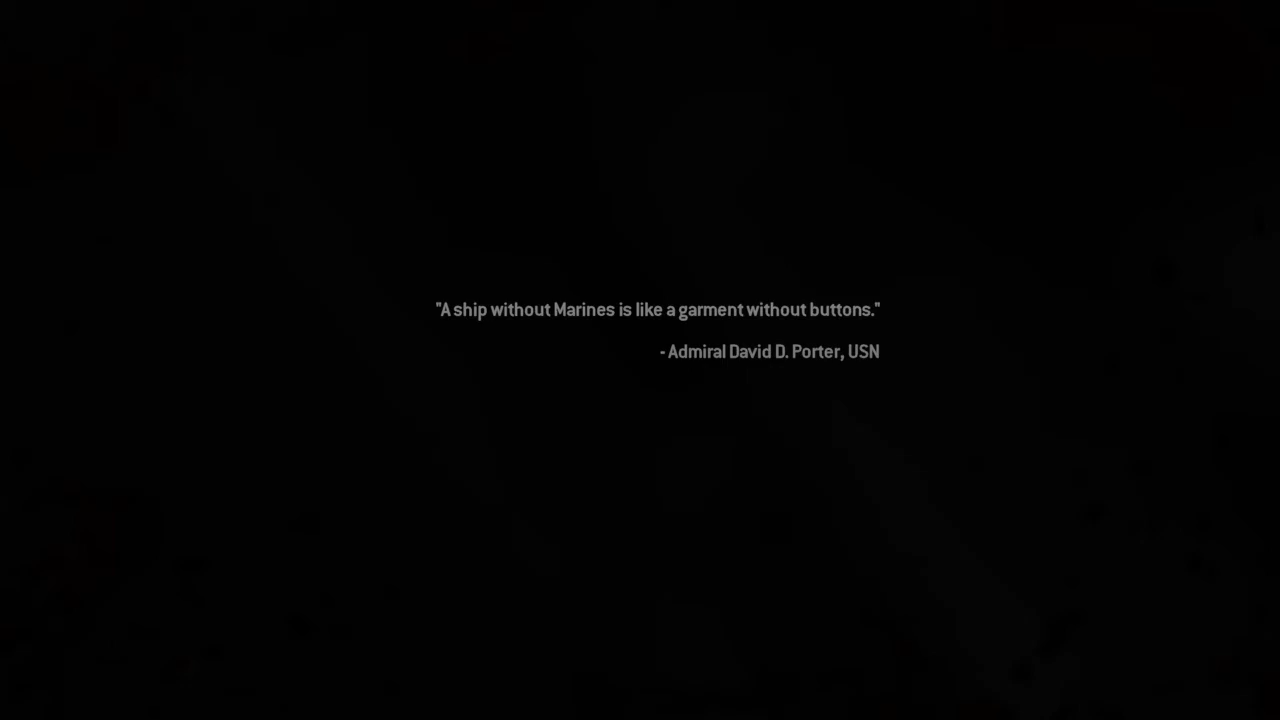 "A ship without Marines is like a garment without buttons."
- Admiral David D. Porter, USN